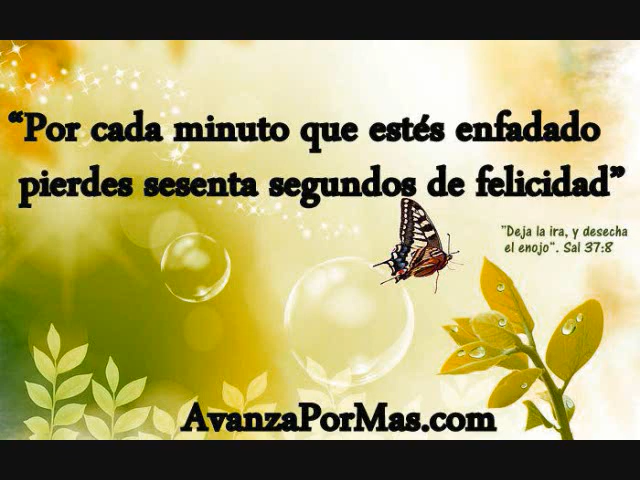 “Por cada minuto que estés enfadado
pierdes sesenta segundos de felicidad”
"Deja la ira, y desecha
el enojo". Sal 37:8
AvanzaPorMas.com